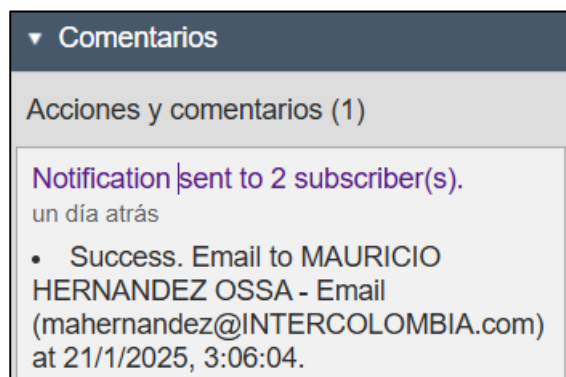 Comentarios
Acciones y comentarios (1)
Notification sent to 2 subscriber(s).
un día atrás
• Success. Email to MAURICIO
HERNANDEZ OSSA - Email
(mahernandez@INTERCOLOMBIA.com)
at 21/1/2025, 3:06:04.